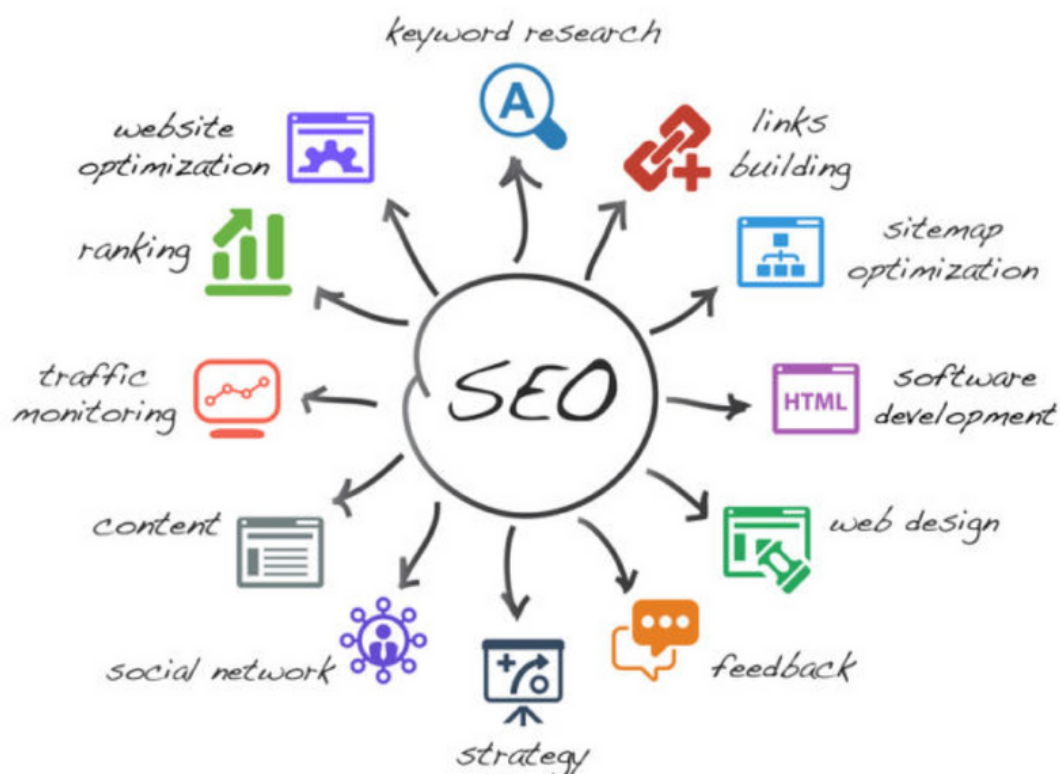 keyword research
A
links
building
sitemap
optimization
software
development
HTML
web design
feedback
strategy
social network
content
traffic
monitoring
ranking
website
optimization
SEO